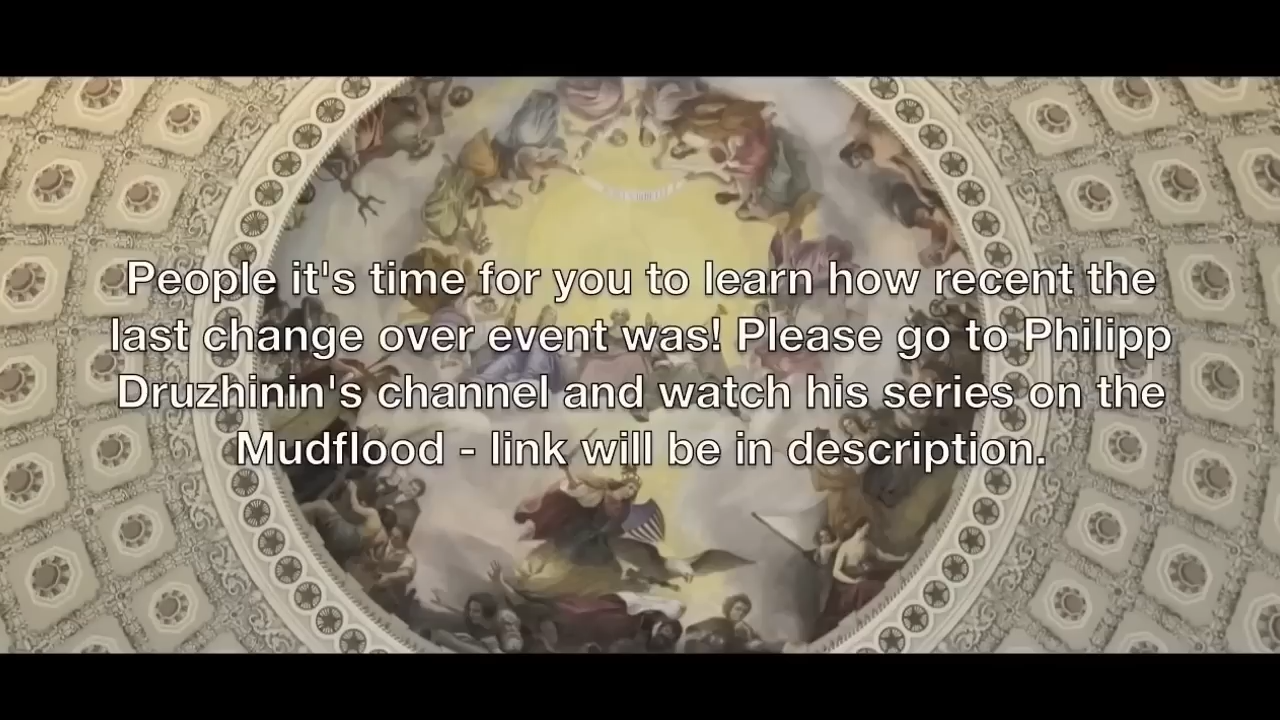 People it's time for you to learn how recent the
last change over event was! Please go to Philipp
Druzhinin's channel and watch his series on the
Mudflood - link will be in description.